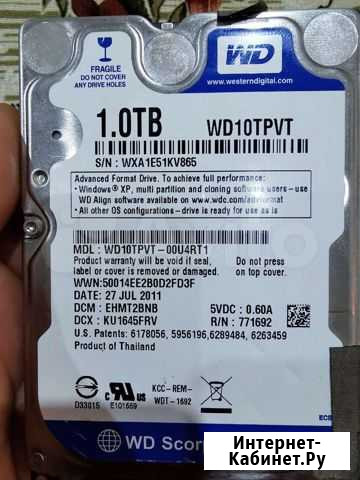 FRAGILE
DO NOT COVER
ANY DRIVE HOLES
WD
www.westerndigital.com
1.0TB WD10TPVT
S/N: WXA1E51KV865
Advanced Format Drive. To achieve full performance:
• Windows® XP, multi partition and cloning software users – use
WD Align software available on www.wdc.com/advformat
• All other OS configurations – drive is ready for use as is
MDL: WD10TPVT-00U4RT1
Product warranty will be void if seal,
label or cover is removed or damaged.
Do not press
on top cover.
WWN:50014EE2B0D2FD3F
DATE: 27 JUL 2011
DCM: EHMT2BNB
5VDC: 0.60A
DCX: KU1645FRV
R/N: 771692
U.S. Patents: 6178056, 5956196,6289484, 6263459
Product of Thailand
D33015
E101559
KCC-REM-
WDT-1692
WD Scor
Интернет-
Кабинет.Ру